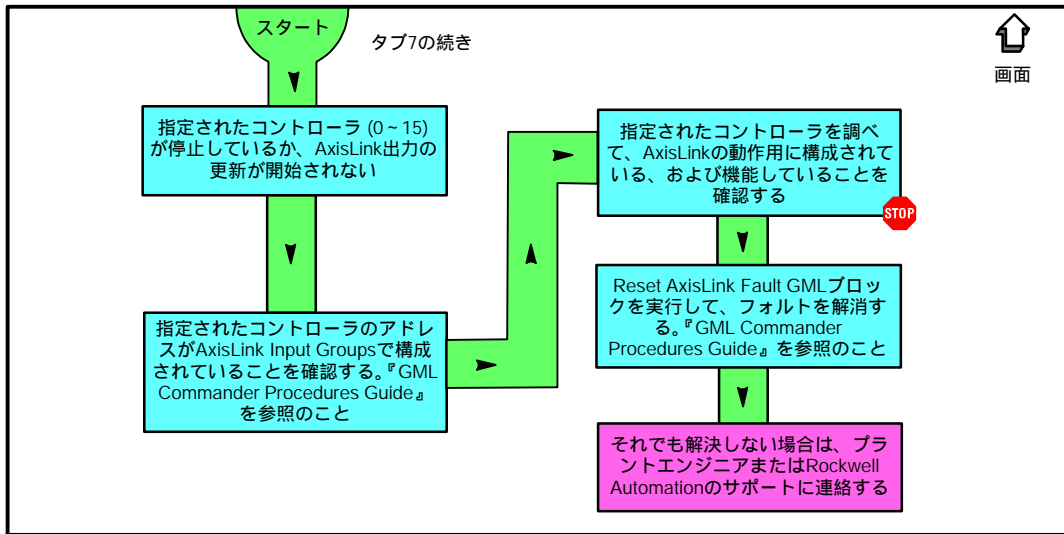 スタート
タブ7の続き
画面
指定されたコントローラ (0~15)
が停止しているか、AxisLink出力の
更新が開始されない
指定されたコントローラのアドレ
スがAxisLink Input Groupsで構成
されていることを確認する。『GML
Commander Procedures Guide』
を参照のこと
指定されたコントローラを調べ
て、AxisLinkの動作用に構成されて
いる、および機能していることを
確認する
STOP
Reset AxisLink Fault GMLブロッ
クを実行して、フォルトを解消す
る。『GML Commander
Procedures Guide』を参照のこと
それでも解決しない場合は、プラ
ントエンジニアまたはRockwell
Automationのサポートに連絡する